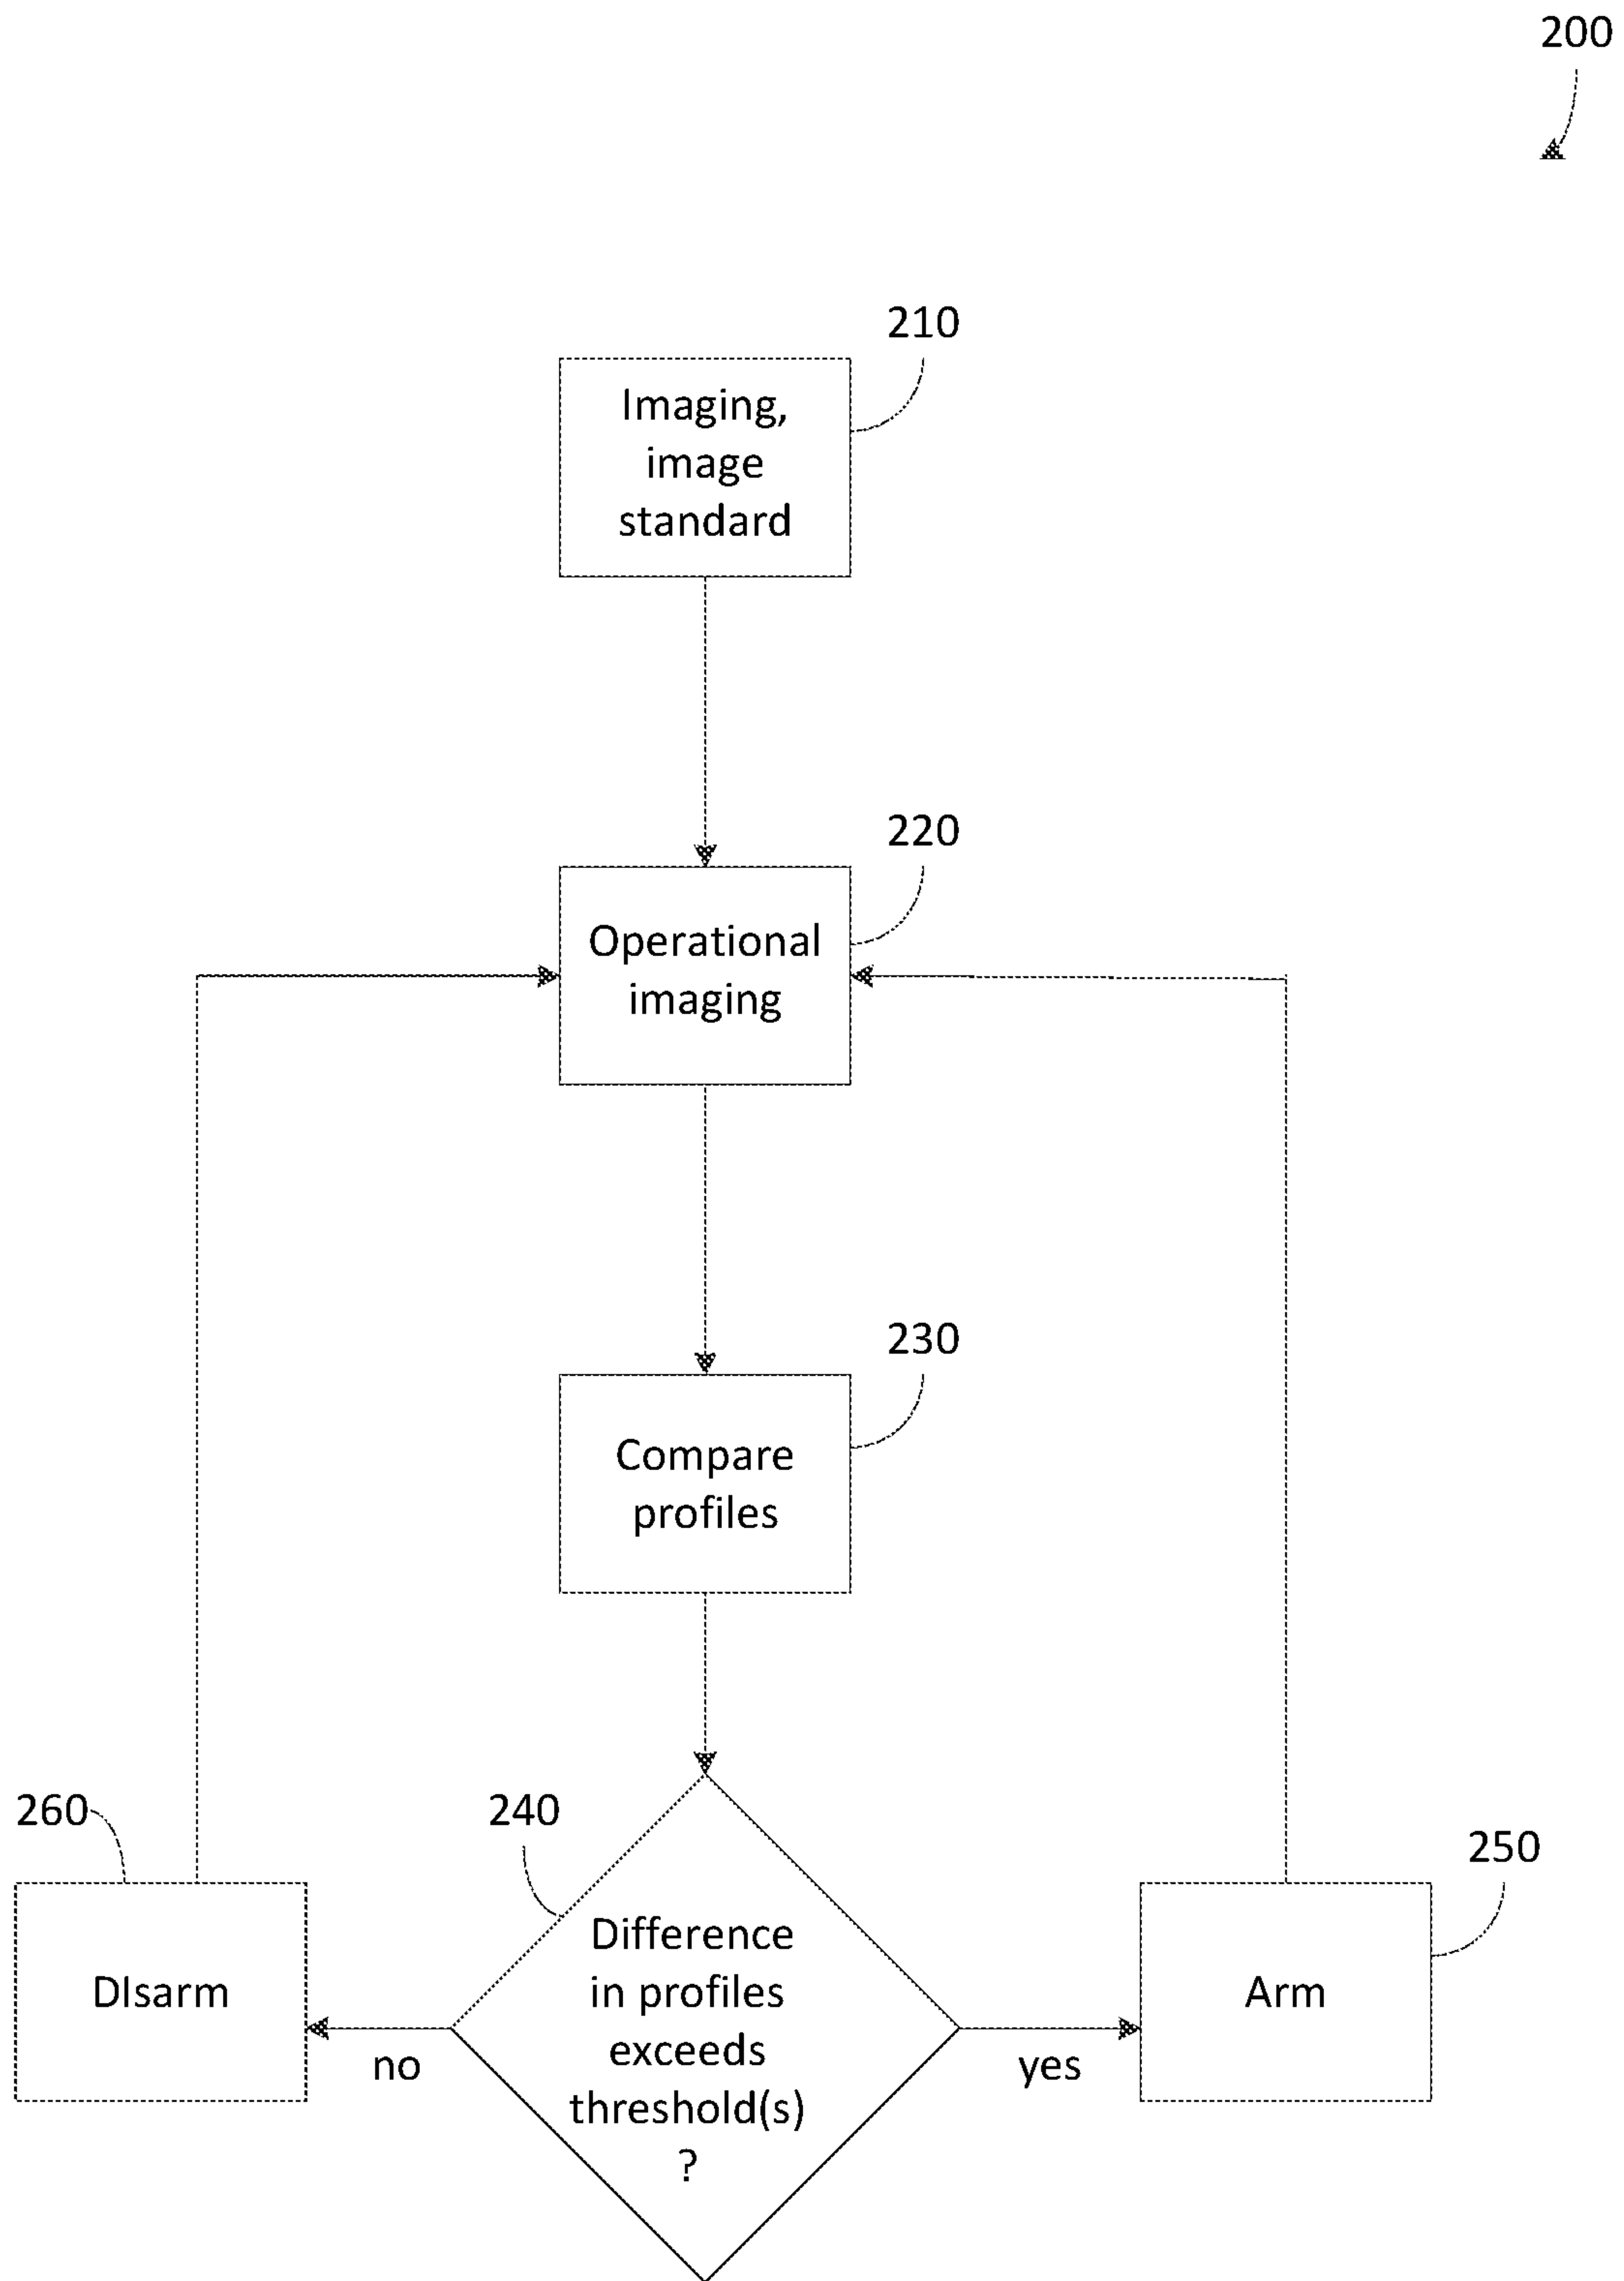 200
210
Imaging,
image
standard
220
Operational
imaging
230
Compare
profiles
260
240
250
DIsarm
Difference
in profiles
exceeds
threshold(s)
?
Arm
no
yes